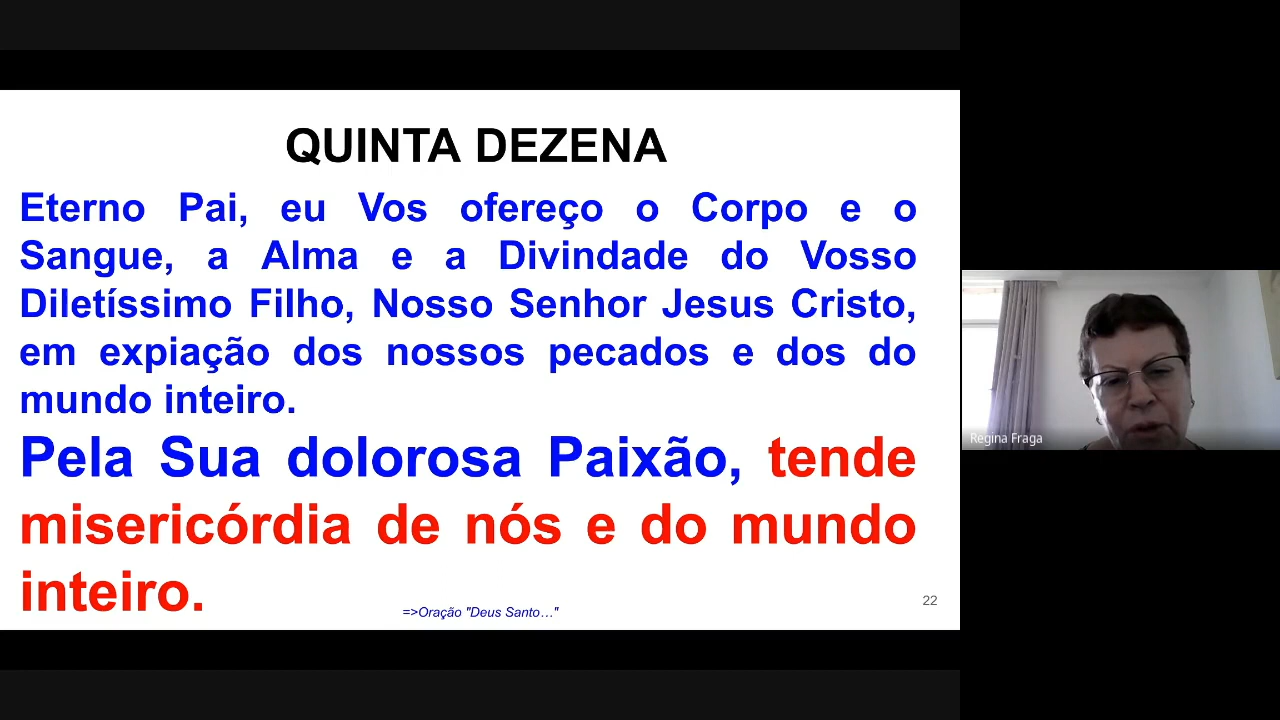 QUINTA DEZENA
Eterno Pai, eu Vos ofereço o Corpo e o
Sangue, a Alma e a Divindade do Vosso
Diletíssimo Filho, Nosso Senhor Jesus Cristo,
em expiação dos nossos pecados e dos do
mundo inteiro.
Pela Sua dolorosa Paixão, tende
misericórdia de nós e do mundo
inteiro.
=>Oração "Deus Santo…"
22
Regina Fraga